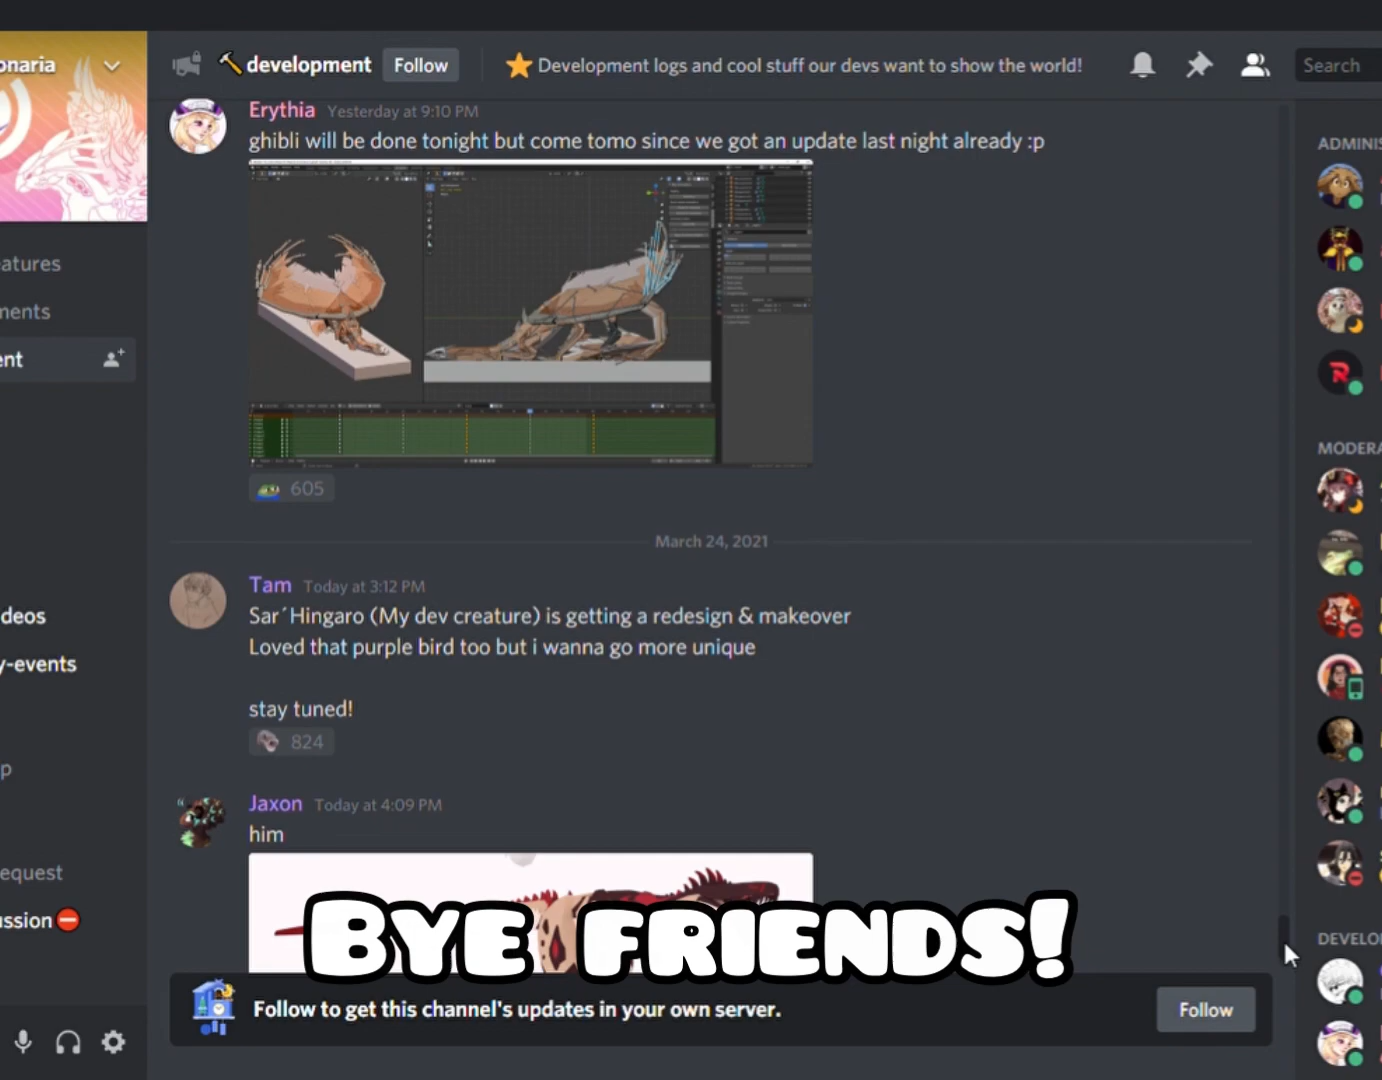 onaria
development
Follow
Development logs and cool stuff our devs want to show the world!
Search
Erythia Yesterday at 9:10 PM
ghibli will be done tonight but come tomo since we got an update last night already :p
605
March 24, 2021
Tam Today at 3:12 PM
Sar´Hingaro (My dev creature) is getting a redesign & makeover
Loved that purple bird too but i wanna go more unique
stay tuned!
824
Jaxon Today at 4:09 PM
him
BYE FRIENDS!
Follow to get this channel's updates in your own server.
Follow
atures
ments
ent
deos
y-events
p
equest
ussion
ADMINIS
MODERA
DEVELO